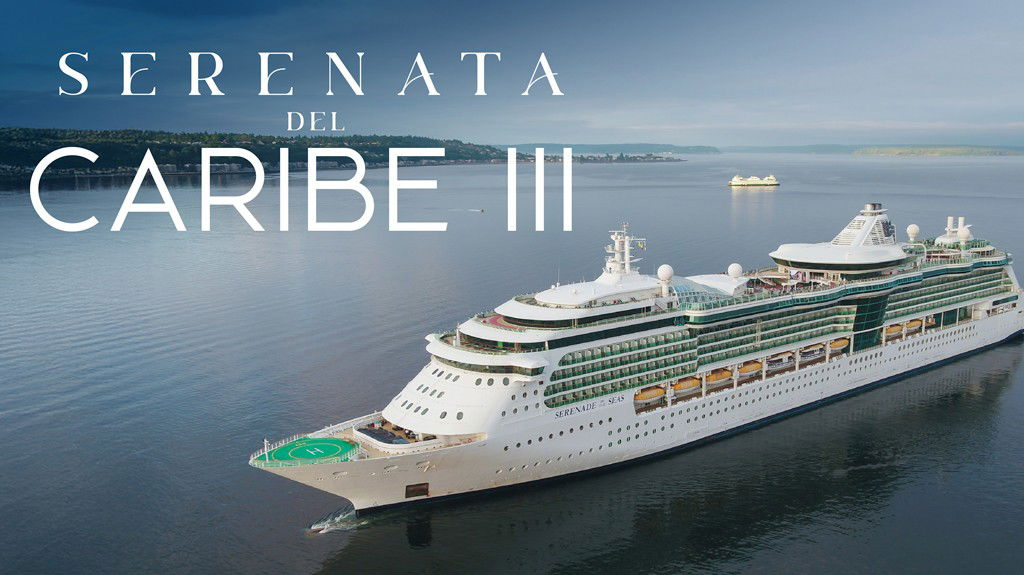 SERENATA
DEL
CARIBE III
SERENADE OF THE SEAS
H